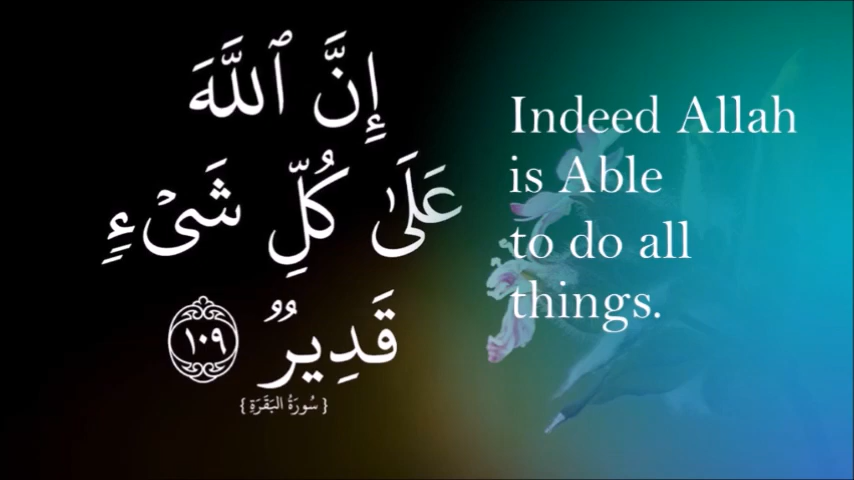 إِنَّ ٱللَّهَ
عَلَىٰ كُلِّ شَىْءٍ
قَدِيرٌ ١٠٩
{ سُورَةُ البَقَرَةِ }
Indeed Allah
is Able
to do all
things.